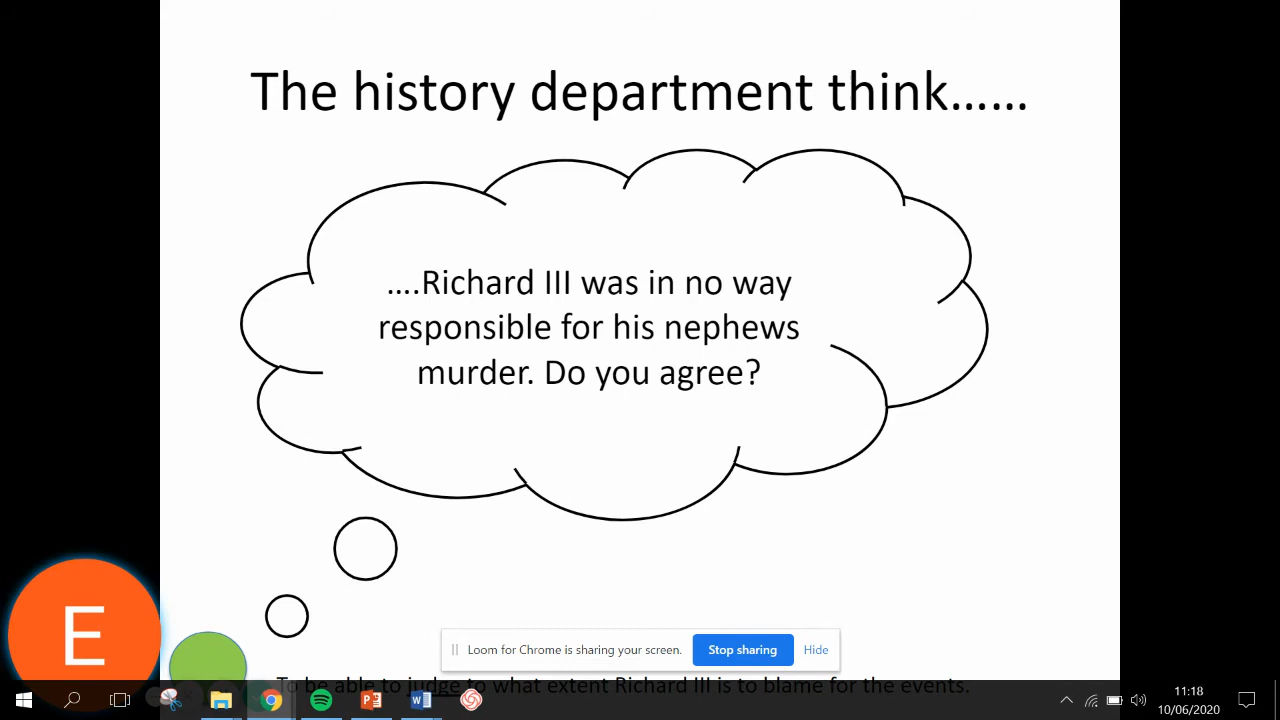 The history department think......
....Richard III was in no way
responsible for his nephews
murder. Do you agree?
E
Loom for Chrome is sharing your screen.
Stop sharing
Hide
To be able to judge to what extent Richard III is to blame for the events.
11:18
10/06/2020